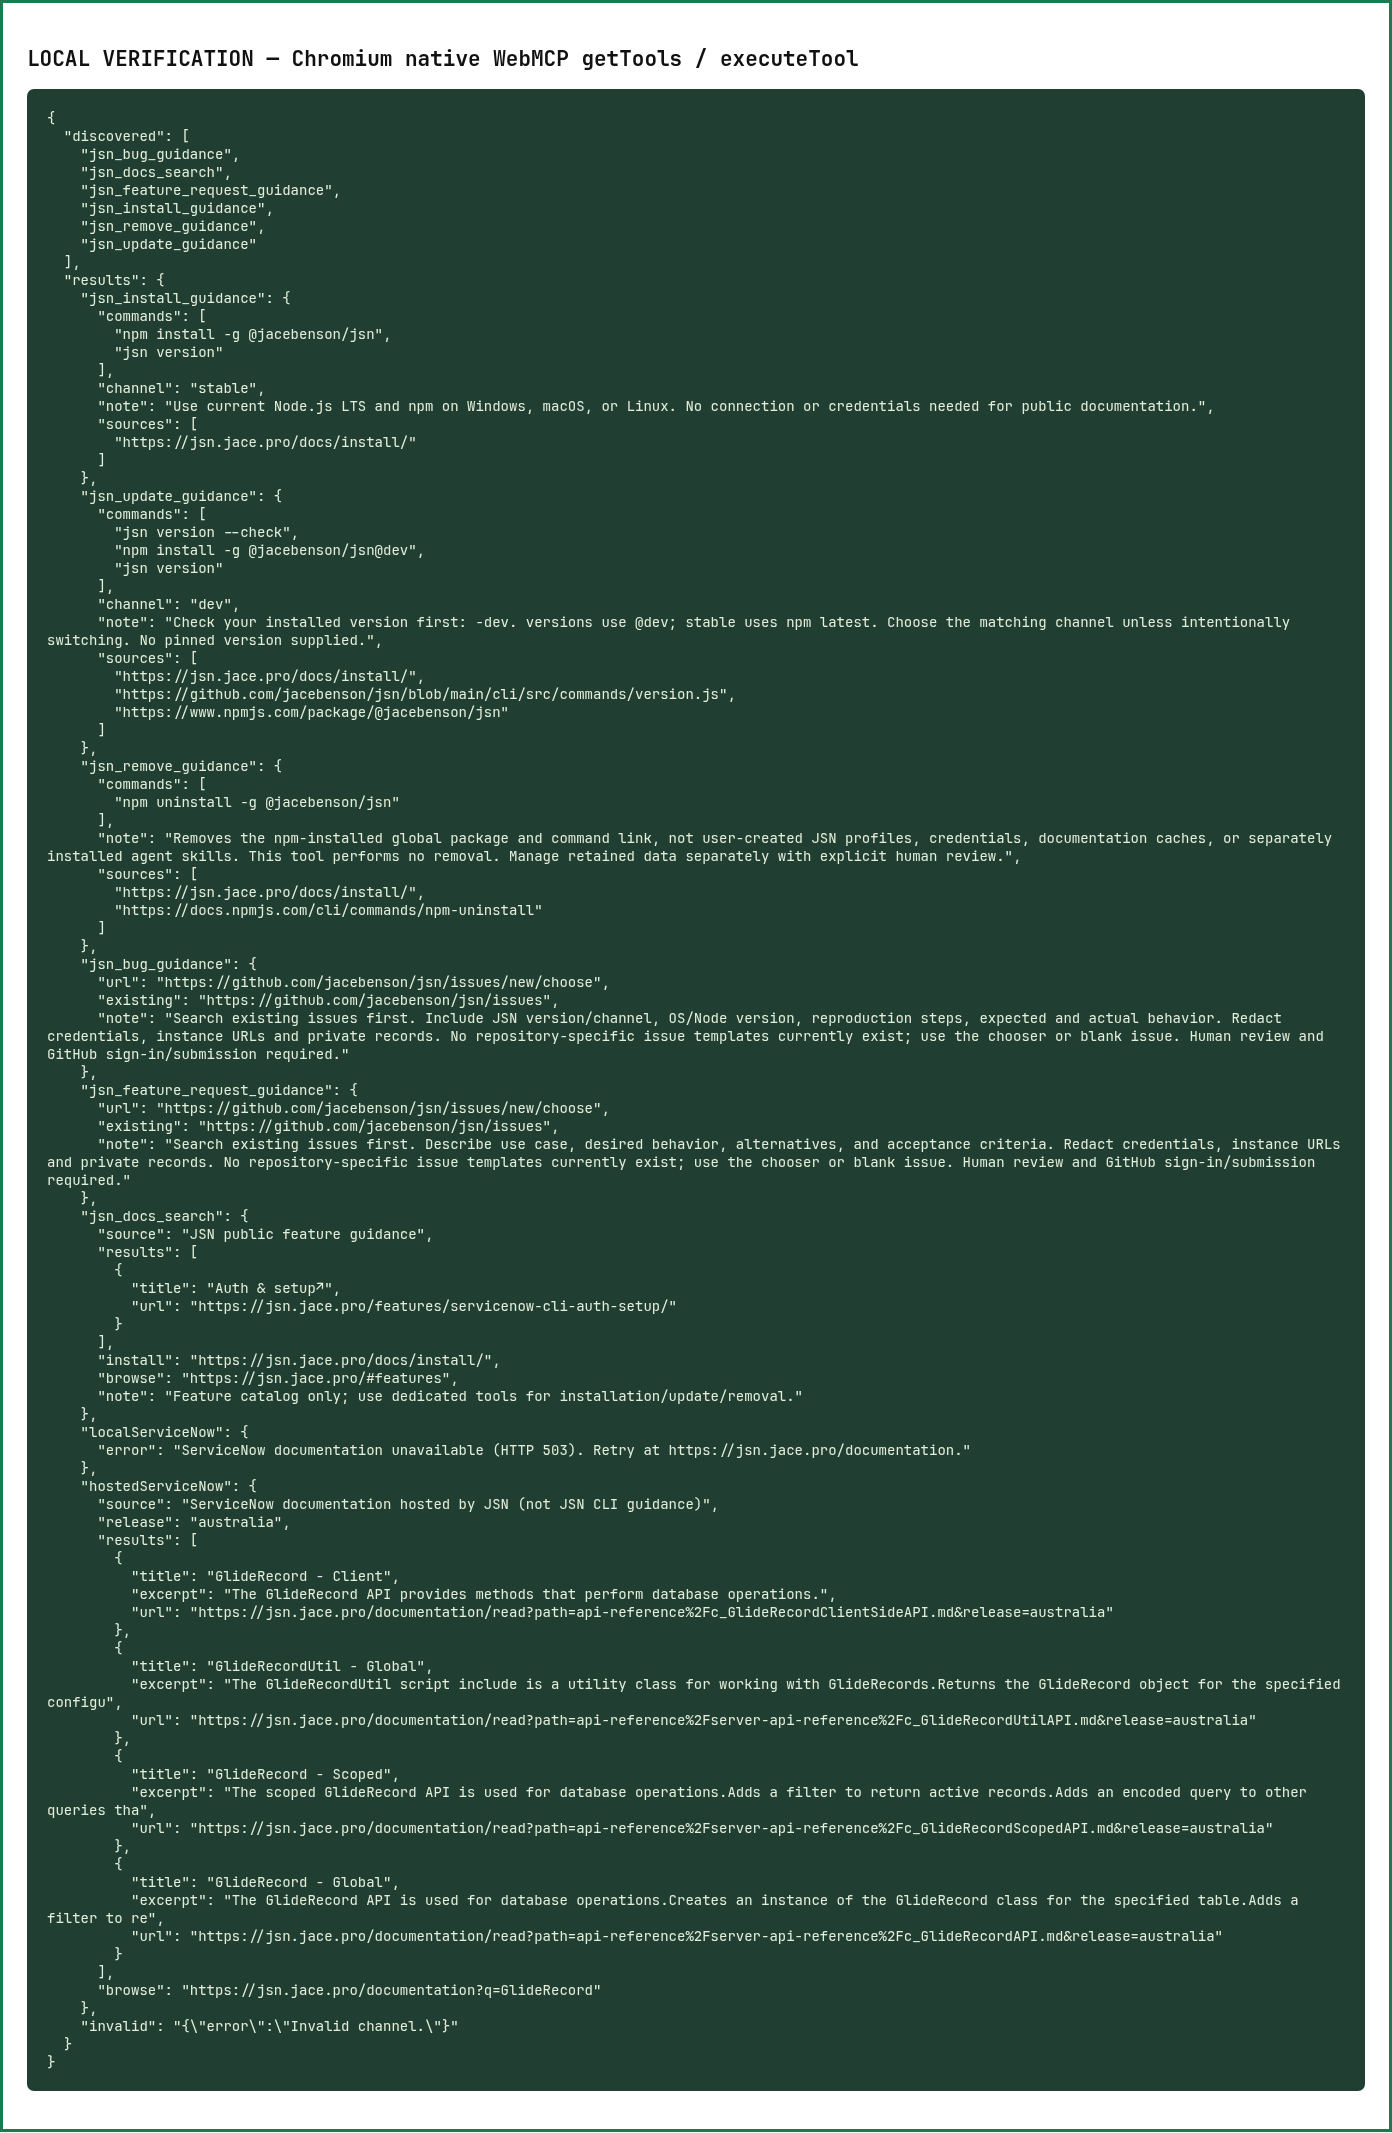 LOCAL VERIFICATION — Chromium native WebMCP getTools / executeTool
{
  "discovered": [
    "jsn_bug_guidance",
    "jsn_docs_search",
    "jsn_feature_request_guidance",
    "jsn_install_guidance",
    "jsn_remove_guidance",
    "jsn_update_guidance"
  ],
  "results": {
    "jsn_install_guidance": {
      "commands": [
        "npm install -g @jacebenson/jsn",
        "jsn version"
      ],
      "channel": "stable",
      "note": "Use current Node.js LTS and npm on Windows, macOS, or Linux. No connection or credentials needed for public documentation.",
      "sources": [
        "https://jsn.jace.pro/docs/install/"
      ]
    },
    "jsn_update_guidance": {
      "commands": [
        "jsn version --check",
        "npm install -g @jacebenson/jsn@dev",
        "jsn version"
      ],
      "channel": "dev",
      "note": "Check your installed version first: -dev. versions use @dev; stable uses npm latest. Choose the matching channel unless intentionally
switching. No pinned version supplied.",
      "sources": [
        "https://jsn.jace.pro/docs/install/",
        "https://github.com/jacebenson/jsn/blob/main/cli/src/commands/version.js",
        "https://www.npmjs.com/package/@jacebenson/jsn"
      ]
    },
    "jsn_remove_guidance": {
      "commands": [
        "npm uninstall -g @jacebenson/jsn"
      ],
      "note": "Removes the npm-installed global package and command link, not user-created JSN profiles, credentials, documentation caches, or separately
installed agent skills. This tool performs no removal. Manage retained data separately with explicit human review.",
      "sources": [
        "https://jsn.jace.pro/docs/install/",
        "https://docs.npmjs.com/cli/commands/npm-uninstall"
      ]
    },
    "jsn_bug_guidance": {
      "url": "https://github.com/jacebenson/jsn/issues/new/choose",
      "existing": "https://github.com/jacebenson/jsn/issues",
      "note": "Search existing issues first. Include JSN version/channel, OS/Node version, reproduction steps, expected and actual behavior. Redact
credentials, instance URLs and private records. No repository-specific issue templates currently exist; use the chooser or blank issue. Human review and
GitHub sign-in/submission required."
    },
    "jsn_feature_request_guidance": {
      "url": "https://github.com/jacebenson/jsn/issues/new/choose",
      "existing": "https://github.com/jacebenson/jsn/issues",
      "note": "Search existing issues first. Describe use case, desired behavior, alternatives, and acceptance criteria. Redact credentials, instance URLs
and private records. No repository-specific issue templates currently exist; use the chooser or blank issue. Human review and GitHub sign-in/submission
required."
    },
    "jsn_docs_search": {
      "source": "JSN public feature guidance",
      "results": [
        {
          "title": "Auth & setup↗",
          "url": "https://jsn.jace.pro/features/servicenow-cli-auth-setup/"
        }
      ],
      "install": "https://jsn.jace.pro/docs/install/",
      "browse": "https://jsn.jace.pro/#features",
      "note": "Feature catalog only; use dedicated tools for installation/update/removal."
    },
    "localServiceNow": {
      "error": "ServiceNow documentation unavailable (HTTP 503). Retry at https://jsn.jace.pro/documentation."
    },
    "hostedServiceNow": {
      "source": "ServiceNow documentation hosted by JSN (not JSN CLI guidance)",
      "release": "australia",
      "results": [
        {
          "title": "GlideRecord - Client",
          "excerpt": "The GlideRecord API provides methods that perform database operations.",
          "url": "https://jsn.jace.pro/documentation/read?path=api-reference%2Fc_GlideRecordClientSideAPI.md&release=australia"
        },
        {
          "title": "GlideRecordUtil - Global",
          "excerpt": "The GlideRecordUtil script include is a utility class for working with GlideRecords.Returns the GlideRecord object for the specified
configu",
          "url": "https://jsn.jace.pro/documentation/read?path=api-reference%2Fserver-api-reference%2Fc_GlideRecordUtilAPI.md&release=australia"
        },
        {
          "title": "GlideRecord - Scoped",
          "excerpt": "The scoped GlideRecord API is used for database operations.Adds a filter to return active records.Adds an encoded query to other
queries tha",
          "url": "https://jsn.jace.pro/documentation/read?path=api-reference%2Fserver-api-reference%2Fc_GlideRecordScopedAPI.md&release=australia"
        },
        {
          "title": "GlideRecord - Global",
          "excerpt": "The GlideRecord API is used for database operations.Creates an instance of the GlideRecord class for the specified table.Adds a
filter to re",
          "url": "https://jsn.jace.pro/documentation/read?path=api-reference%2Fserver-api-reference%2Fc_GlideRecordAPI.md&release=australia"
        }
      ],
      "browse": "https://jsn.jace.pro/documentation?q=GlideRecord"
    },
    "invalid": "{\"error\":\"Invalid channel.\"}"
  }
}